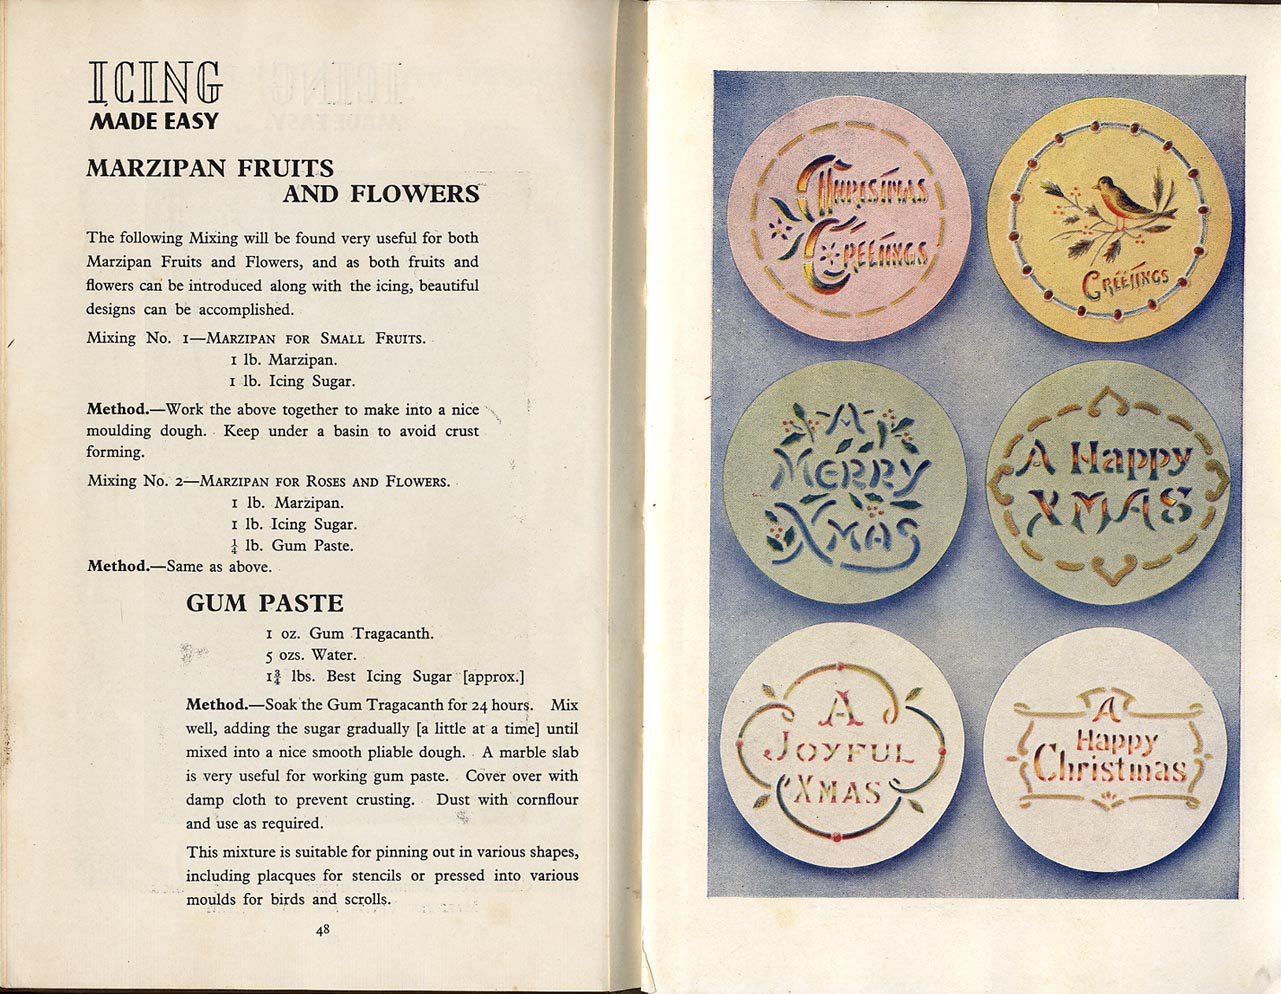 ICING
MADE EASY
MARZIPAN FRUITS
AND FLOWERS
The following Mixing will be found very useful for both
Marzipan Fruits and Flowers, and as both fruits and
flowers can be introduced along with the icing, beautiful
designs can be accomplished.
Mixing No. 1—MARZIPAN FOR SMALL FRUITS.
1 lb. Marzipan.
1 lb. Icing Sugar.
Method.—Work the above together to make into a nice
moulding dough. Keep under a basin to avoid crust
forming.
Mixing No. 2—MARZIPAN FOR ROSES AND FLOWERS.
1 lb. Marzipan.
1 lb. Icing Sugar.
¼ lb. Gum Paste.
Method.—Same as above.
GUM PASTE
1 oz. Gum Tragacanth.
5 ozs. Water.
1¾ lbs. Best Icing Sugar [approx.]
Method.—Soak the Gum Tragacanth for 24 hours. Mix
well, adding the sugar gradually [a little at a time] until
mixed into a nice smooth pliable dough. A marble slab
is very useful for working gum paste. Cover over with
damp cloth to prevent crusting. Dust with cornflour
and use as required.
This mixture is suitable for pinning out in various shapes,
including placques for stencils or pressed into various
moulds for birds and scrolls.
48
CHRISTMAS
GREETINGS
GREETINGS
A
MERRY
XMAS
A Happy
XMAS
A
JOYFUL
XMAS
A
Happy
Christmas